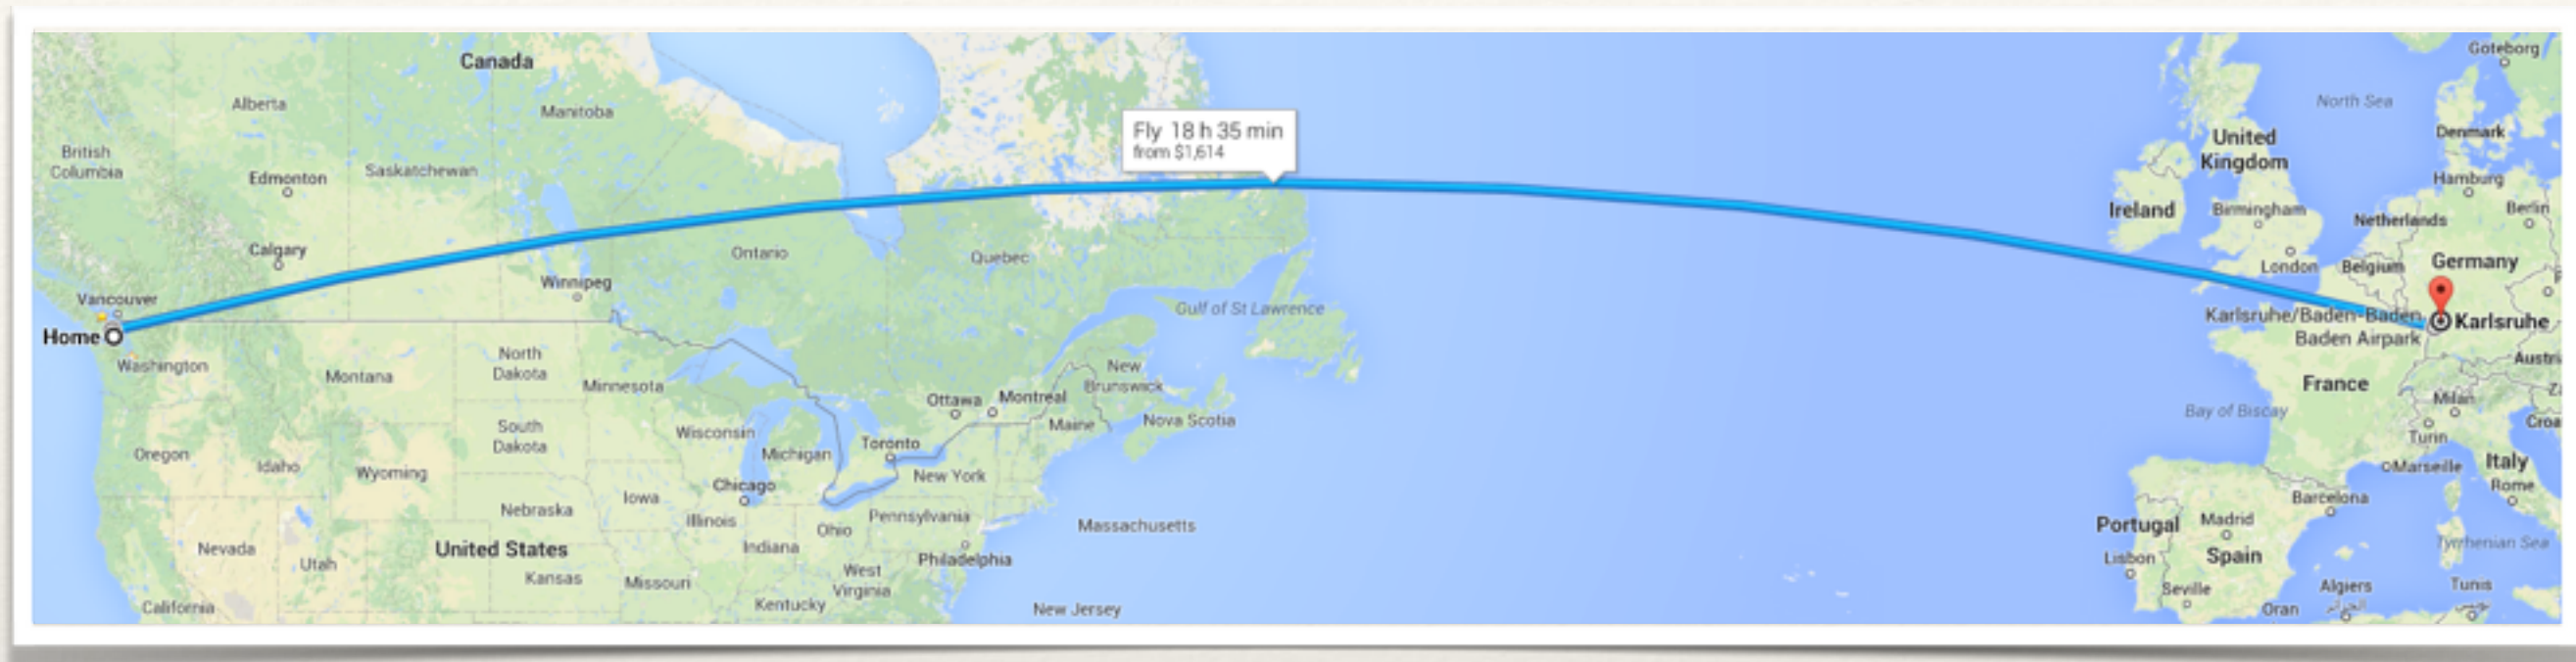 Canada
Goteborg
Alberta
Manitoba
North Sea
Fly 18 h 35 min
from $1,614
Denmark
British
Columbia
United
Kingdom
Edmonton
Saskatchewan
Hamburg
Ireland
Birmingham
Netherlands
Berlin
Calgary
Ontario
Quebec
London
Belgium
Germany
Winnipeg
Vancouver
Gulf of St Lawrence
Karlsruhe/Baden-Baden
Baden Airpark
Karlsruhe
Home
Washington
North
Dakota
Montana
Minnesota
New
Brunswick
Austri
France
Ottawa
Montreal
Maine
Nova Scotia
Bay of Biscay
Milan
Za
Croa
South
Dakota
Wisconsin
Toronto
Turin
Oregon
Idaho
Wyoming
Michigan
New York
Marseille
Italy
Rome
Chicago
Nebraska
Iowa
Illinois
Pennsylvania
Massachusetts
Barcelona
Ohio
Portugal
Madrid
Nevada
Utah
United States
Indiana
Philadelphia
Lisbon
Spain
Tyrrhenian Sea
Kansas
Missouri
West
Virginia
Seville
Algiers
الجزائر
Tunis
تونس
California
Kentucky
New Jersey
Oran